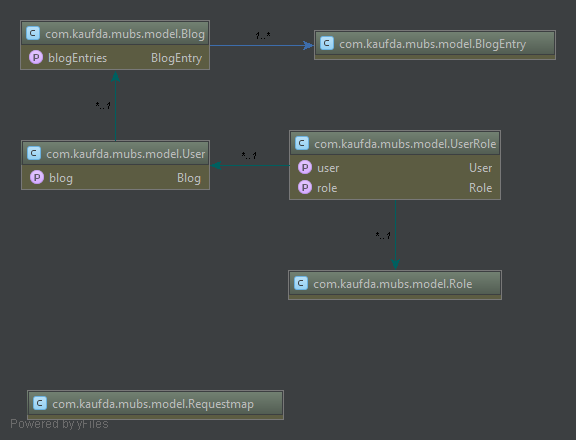 com.kaufda.mubs.model.Blog
blogEntries BlogEntry
1..*
com.kaufda.mubs.model.BlogEntry
*..1
com.kaufda.mubs.model.User
blog Blog
*..1
com.kaufda.mubs.model.UserRole
user User
role Role
*..1
com.kaufda.mubs.model.Role
com.kaufda.mubs.model.Requestmap
Powered by yFiles